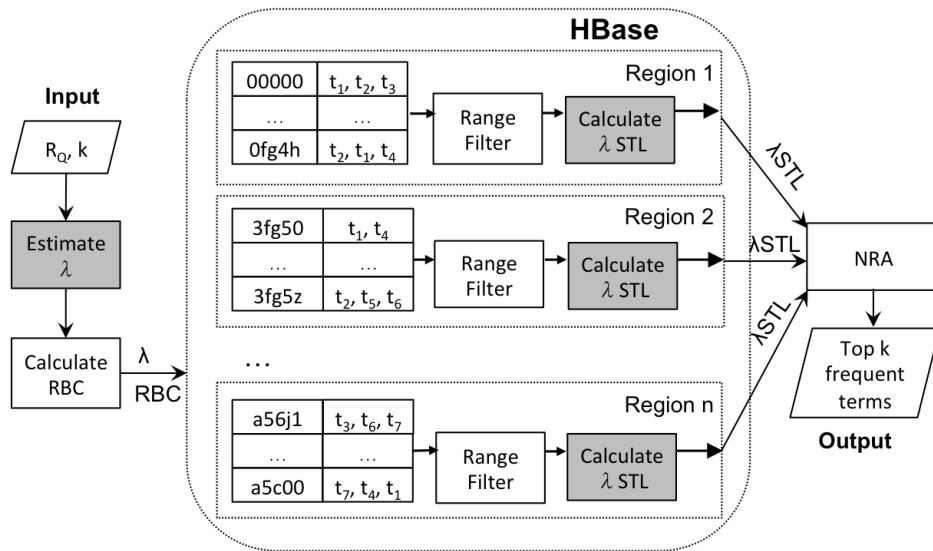 HBase
Input
R_Q, k
Estimate
λ
Calculate
RBC
λ
RBC
Region 1
00000 t₁, t₂, t₃
... ...
0fg4h t₂, t₁, t₄
Range
Filter
Calculate
λ STL
λSTL
Region 2
3fg50 t₁, t₄
... ...
3fg5z t₂, t₅, t₆
Range
Filter
Calculate
λ STL
λSTL
...
Region n
a56j1 t₃, t₆, t₇
... ...
a5c00 t₇, t₄, t₁
Range
Filter
Calculate
λ STL
λSTL
NRA
Top k
frequent
terms
Output